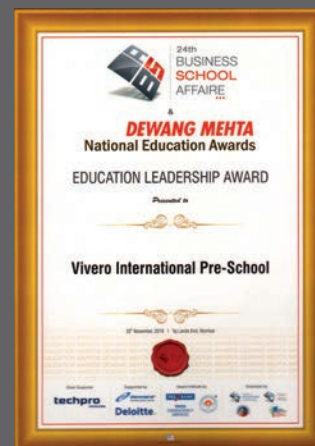 24th
BUSINESS
SCHOOL
AFFAIRE
&
DEWANG MEHTA
National Education Awards
EDUCATION LEADERSHIP AWARD
Presented to
Vivero International Pre-School
techpro
Deloitte.